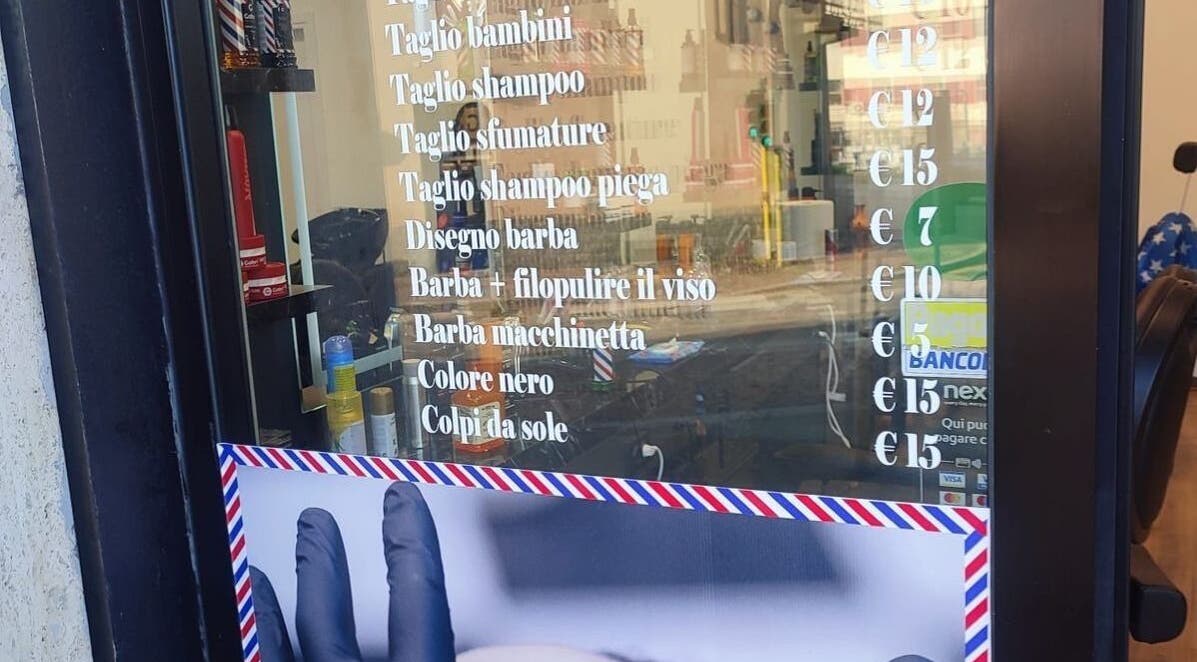 Taglio bambini
Taglio shampoo € 12
Taglio sfumature € 12
Taglio shampoo piega € 15
Disegno barba € 7
Barba + filopulire il viso € 10
Barba macchinetta € 5
Colore nero € 15
Colpi da sole € 15
VISA